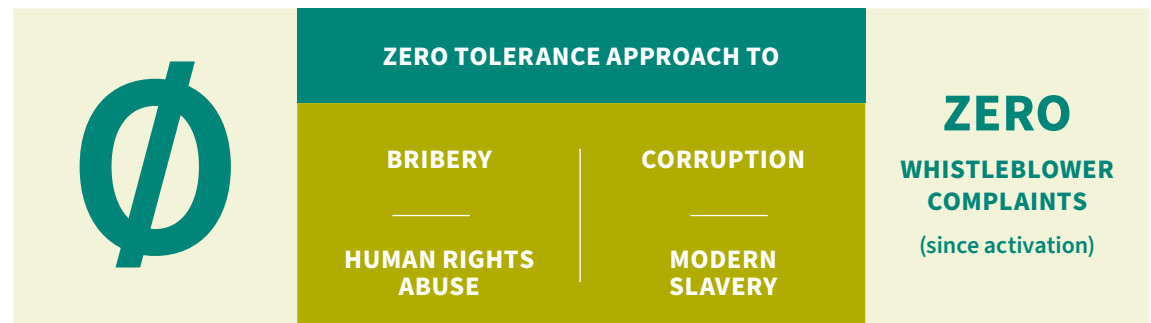 Ø
ZERO TOLERANCE APPROACH TO
BRIBERY
CORRUPTION
HUMAN RIGHTS
ABUSE
MODERN
SLAVERY
ZERO
WHISTLEBLOWER
COMPLAINTS
(since activation)